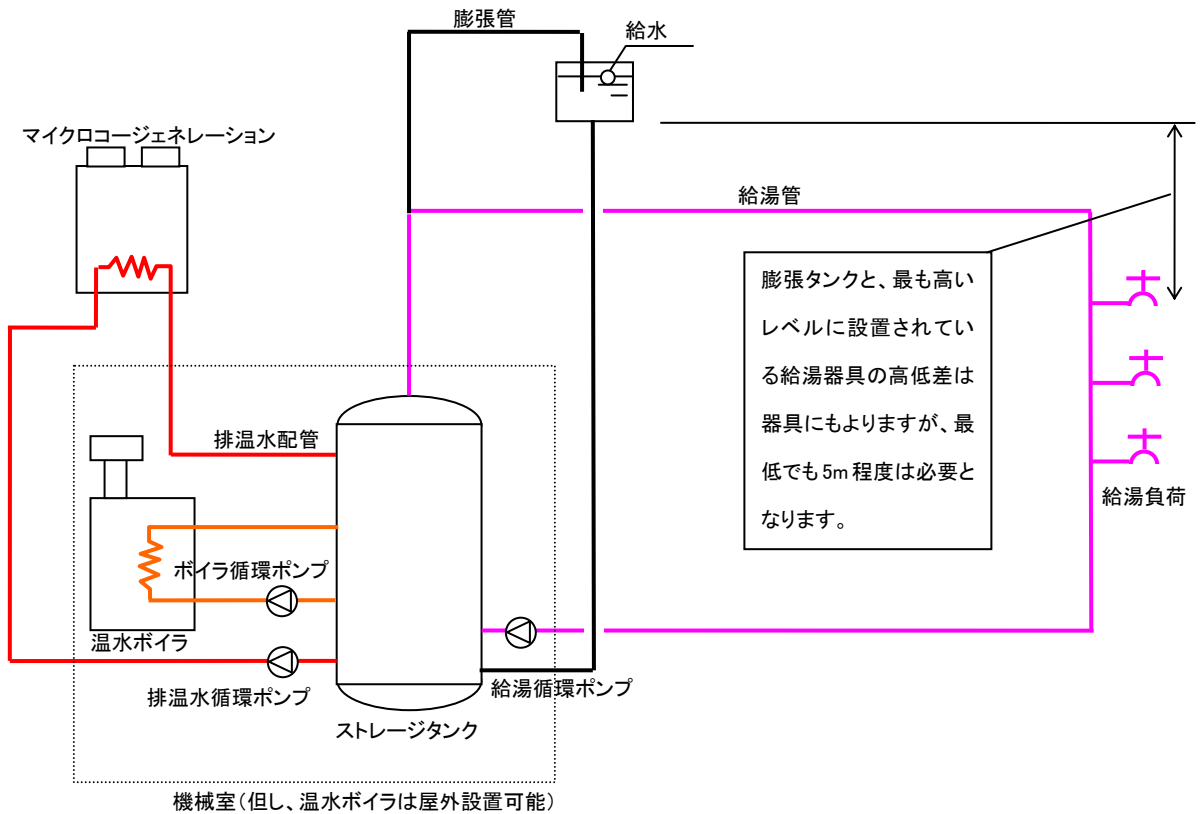 膨張管
給水
マイクロコージェネレーション
給湯管
膨張タンクと、最も高い
レベルに設置されてい
る給湯器具の高低差は
器具にもよりますが、最
低でも5m程度は必要と
なります。
排温水配管
給湯負荷
ボイラ循環ポンプ
温水ボイラ
排温水循環ポンプ
給湯循環ポンプ
ストレージタンク
機械室(但し、温水ボイラは屋外設置可能)